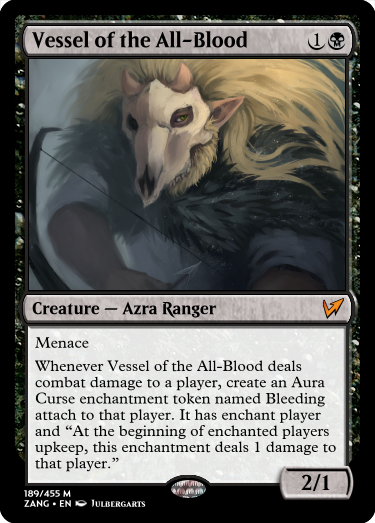 Vessel of the All-Blood
1
Creature — Azra Ranger
Menace
Whenever Vessel of the All-Blood deals
combat damage to a player, create an Aura
Curse enchantment token named Bleeding
attach to that player. It has enchant player
and “At the beginning of enchanted players
upkeep, this enchantment deals 1 damage to
that player.”
2/1
189/455 M
ZANG • EN JULBERGARTS